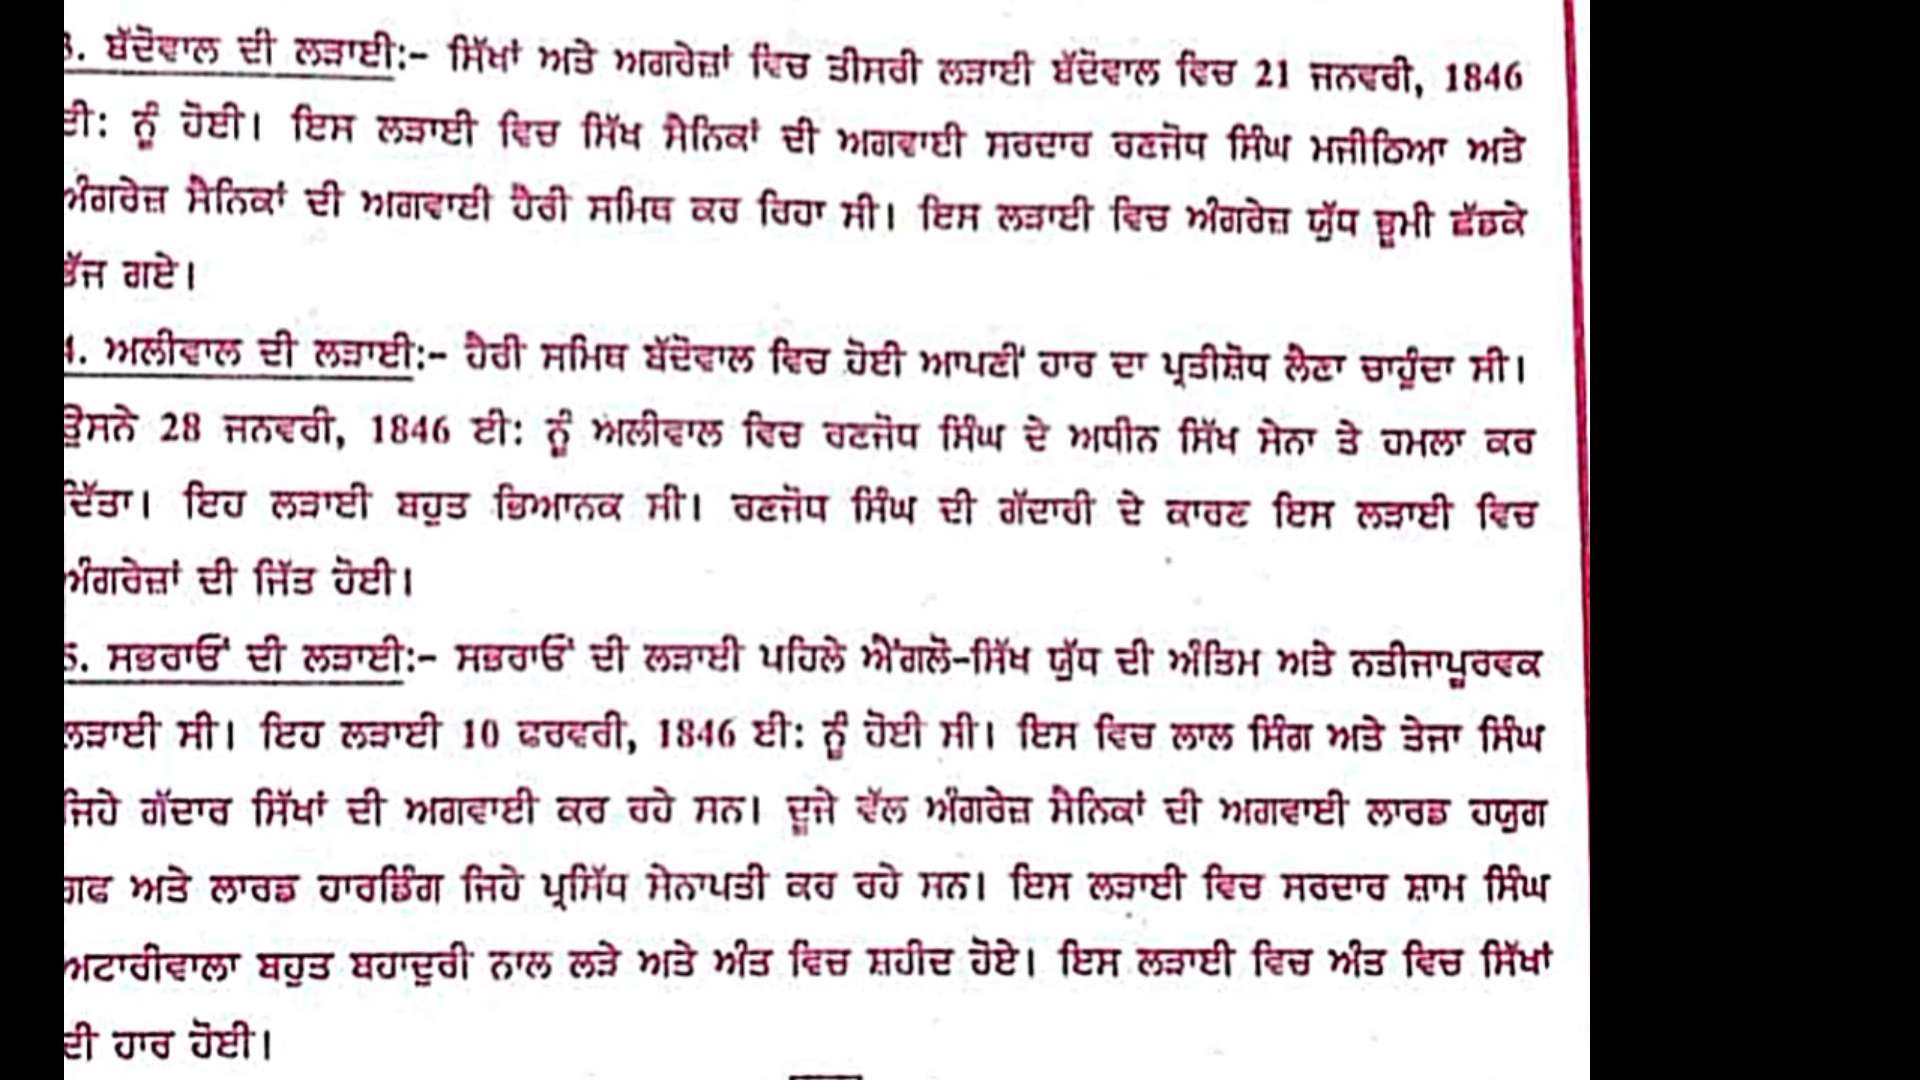 3. ਬੱਦੋਵਾਲ ਦੀ ਲੜਾਈ:- ਸਿੱਖਾਂ ਅਤੇ ਅਗਰੇਜ਼ਾਂ ਵਿਚ ਤੀਸਰੀ ਲੜਾਈ ਬੱਦੋਵਾਲ ਵਿਚ 21 ਜਨਵਰੀ, 1846
ਈ: ਨੂੰ ਹੋਈ। ਇਸ ਲੜਾਈ ਵਿਚ ਸਿੱਖ ਸੈਨਿਕਾਂ ਦੀ ਅਗਵਾਈ ਸਰਦਾਰ ਰਣਜੋਧ ਸਿੰਘ ਮਜੀਠਿਆ ਅਤੇ
ਅੰਗਰੇਜ਼ ਸੈਨਿਕਾਂ ਦੀ ਅਗਵਾਈ ਹੈਰੀ ਸਮਿਥ ਕਰ ਰਿਹਾ ਸੀ। ਇਸ ਲੜਾਈ ਵਿਚ ਅੰਗਰੇਜ਼ ਯੁੱਧ ਭੂਮੀ ਛੱਡਕੇ
ਭੱਜ ਗਏ।
4. ਅਲੀਵਾਲ ਦੀ ਲੜਾਈ:- ਹੈਰੀ ਸਮਿਥ ਬੱਦੋਵਾਲ ਵਿਚ ਹੋਈ ਆਪਣੀਂ ਹਾਰ ਦਾ ਪ੍ਰਤੀਸ਼ੋਧ ਲੈਣਾ ਚਾਹੁੰਦਾ ਸੀ।
ਉਸਨੇ 28 ਜਨਵਰੀ, 1846 ਈ: ਨੂੰ ਅਲੀਵਾਲ ਵਿਚ ਰਣਜੋਧ ਸਿੰਘ ਦੇ ਅਧੀਨ ਸਿੱਖ ਸੇਨਾ ਤੇ ਹਮਲਾ ਕਰ
ਦਿੱਤਾ। ਇਹ ਲੜਾਈ ਬਹੁਤ ਭਿਆਨਕ ਸੀ। ਰਣਜੋਧ ਸਿੰਘ ਦੀ ਗੱਦਾਰੀ ਦੇ ਕਾਰਣ ਇਸ ਲੜਾਈ ਵਿਚ
ਅੰਗਰੇਜ਼ਾਂ ਦੀ ਜਿੱਤ ਹੋਈ।
5. ਸਭਰਾਓਂ ਦੀ ਲੜਾਈ:- ਸਭਰਾਓਂ ਦੀ ਲੜਾਈ ਪਹਿਲੇ ਐਂਗਲੋ-ਸਿੱਖ ਯੁੱਧ ਦੀ ਅੰਤਿਮ ਅਤੇ ਨਤੀਜਾਪੂਰਵਕ
ਲੜਾਈ ਸੀ। ਇਹ ਲੜਾਈ 10 ਫਰਵਰੀ, 1846 ਈ: ਨੂੰ ਹੋਈ ਸੀ। ਇਸ ਵਿਚ ਲਾਲ ਸਿੰਗ ਅਤੇ ਤੇਜਾ ਸਿੰਘ
ਜਿਹੇ ਗੱਦਾਰ ਸਿੱਖਾਂ ਦੀ ਅਗਵਾਈ ਕਰ ਰਹੇ ਸਨ। ਦੂਜੇ ਵੱਲ ਅੰਗਰੇਜ਼ ਸੈਨਿਕਾਂ ਦੀ ਅਗਵਾਈ ਲਾਰਡ ਹਯੁਗ
ਗਫ ਅਤੇ ਲਾਰਡ ਹਾਰਡਿੰਗ ਜਿਹੇ ਪ੍ਰਸਿੱਧ ਸੇਨਾਪਤੀ ਕਰ ਰਹੇ ਸਨ। ਇਸ ਲੜਾਈ ਵਿਚ ਸਰਦਾਰ ਸ਼ਾਮ ਸਿੰਘ
ਅਟਾਰੀਵਾਲਾ ਬਹੁਤ ਬਹਾਦੁਰੀ ਨਾਲ ਲੜੇ ਅਤੇ ਅੰਤ ਵਿਚ ਸ਼ਹੀਦ ਹੋਏ। ਇਸ ਲੜਾਈ ਵਿਚ ਅੰਤ ਵਿਚ ਸਿੱਖਾਂ
ਦੀ ਹਾਰ ਹੋਈ।